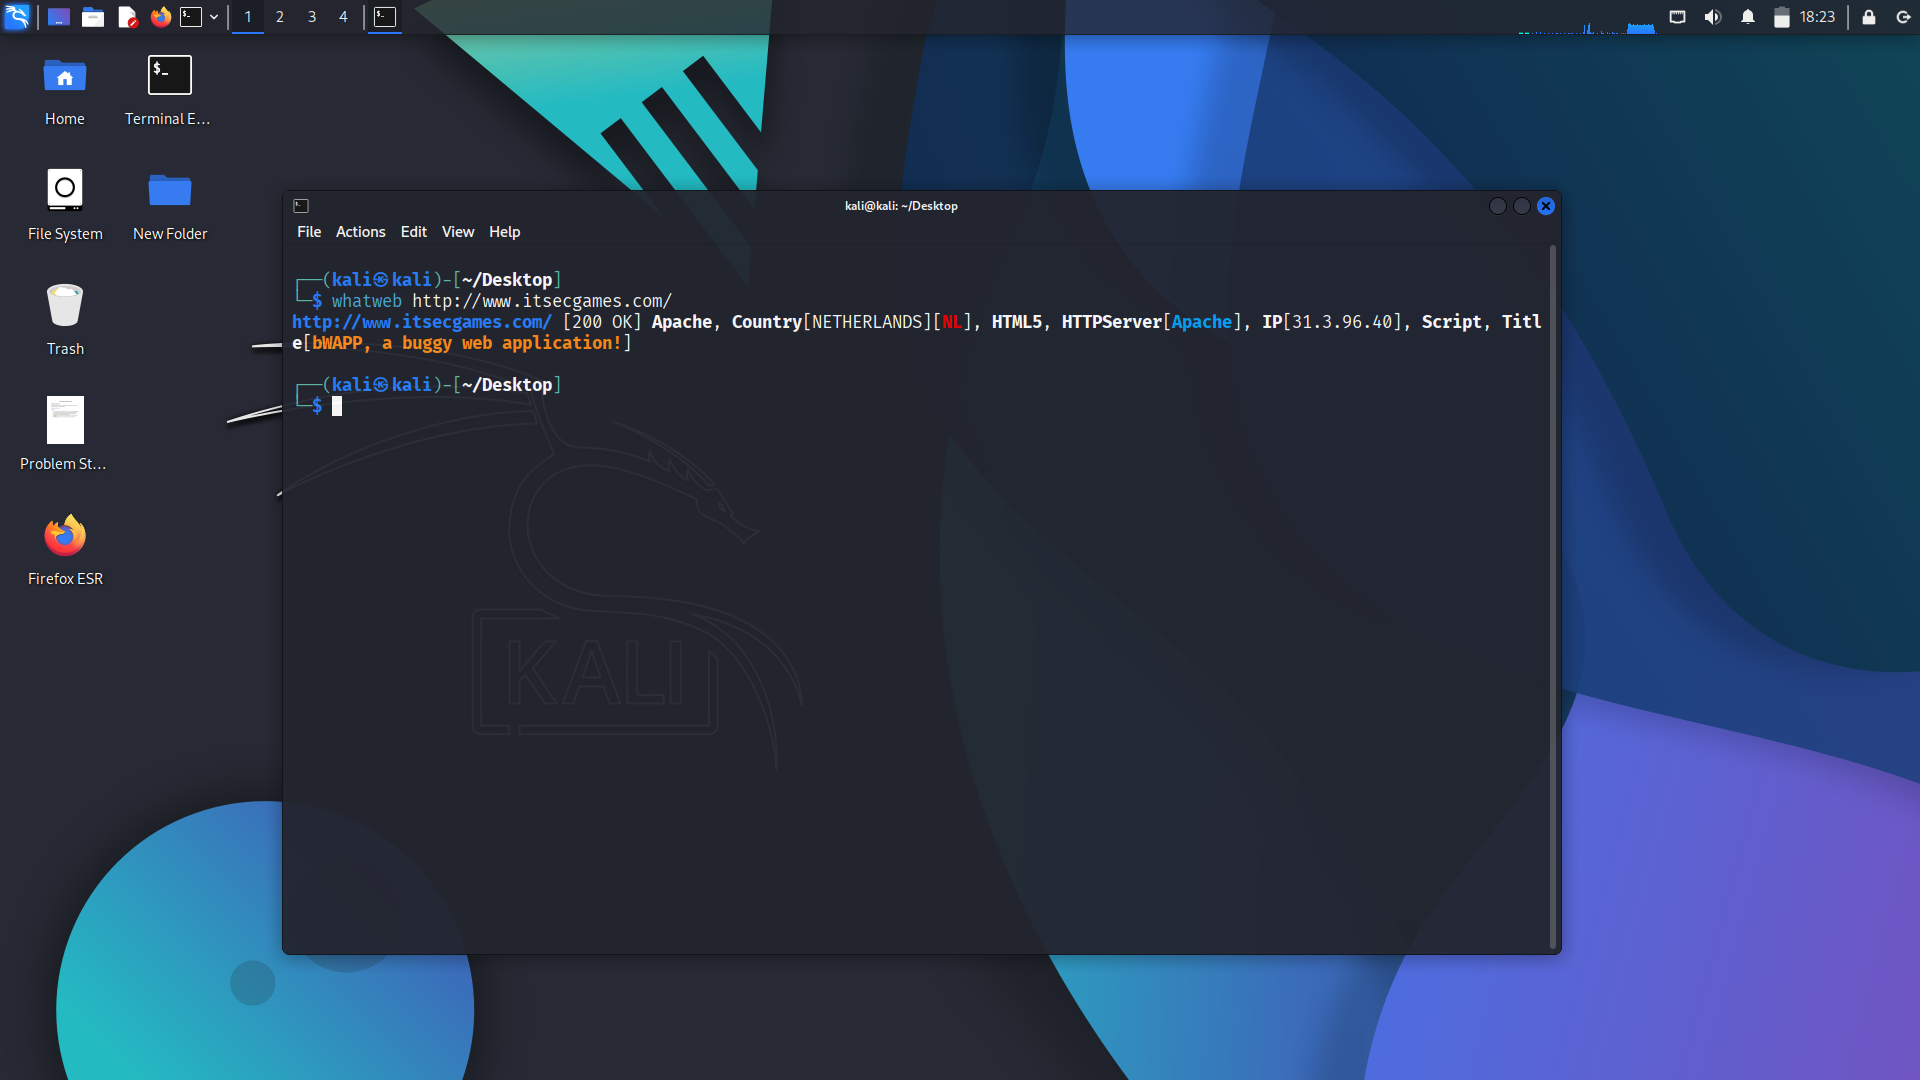 1 2 3 4 18:23
Home
Terminal E...
File System
New Folder
Trash
Problem St...
Firefox ESR
kali@kali: ~/Desktop
File Actions Edit View Help
┌──(kali㉿kali)-[~/Desktop]
└─$ whatweb http://www.itsecgames.com/
http://www.itsecgames.com/ [200 OK] Apache, Country[NETHERLANDS][NL], HTML5, HTTPServer[Apache], IP[31.3.96.40], Script, Titl
e[bWAPP, a buggy web application!]
┌──(kali㉿kali)-[~/Desktop]
└─$
KALI